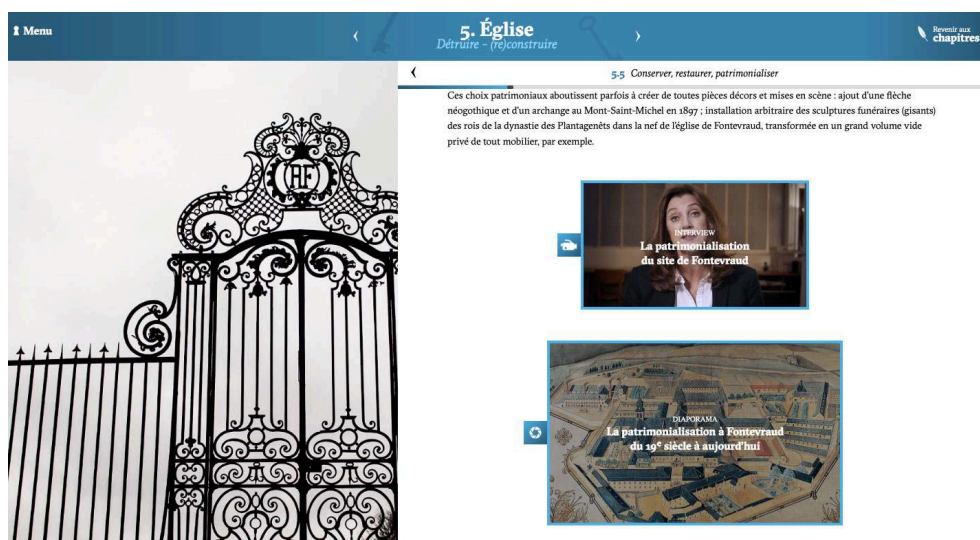 Menu
5. Église
Détruire – (re)construire
Revenir aux
chapitres
5.5 Conserver, restaurer, patrimonialiser
Ces choix patrimoniaux aboutissent parfois à créer de toutes pièces décors et mises en scène : ajout d'une flèche
néogothique et d'un archange au Mont-Saint-Michel en 1897 ; installation arbitraire des sculptures funéraires (gisants)
des rois de la dynastie des Plantagenêts dans la nef de l'église de Fontevraud, transformée en un grand volume vide
privé de tout mobilier, par exemple.
RF
INTERVIEW
La patrimonialisation
du site de Fontevraud
DIAPORAMA
La patrimonialisation à Fontevraud
du 19e siècle à aujourd'hui